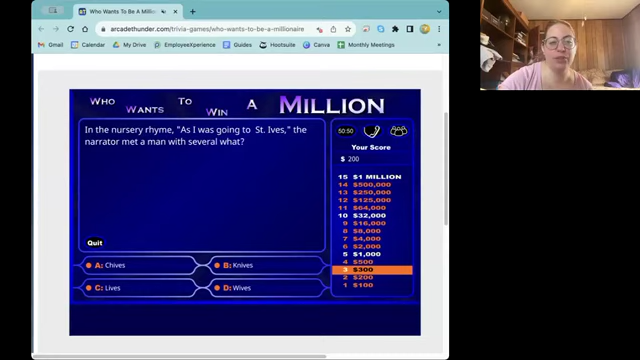 Who Wants To Be A Million
arcadethunder.com/trivia-games/who-wants-to-be-a-millionaire
Calendar
My Drive
EmployeeXperience
Guides
Hootsuite
Canva
Monthly Meetings
WHO WANTS TO WIN A MILLION
In the nursery rhyme, "As I was going to St. Ives," the
narrator met a man with several what?
Quit
A: Chives
B: Knives
C: Lives
D: Wives
50:50
Your Score
$ 200
15 $1 MILLION
14 $500,000
13 $250,000
12 $125,000
11 $64,000
10 $32,000
9 $16,000
8 $8,000
7 $4,000
6 $2,000
5 $1,000
4 $500
3 $300
2 $200
1 $100